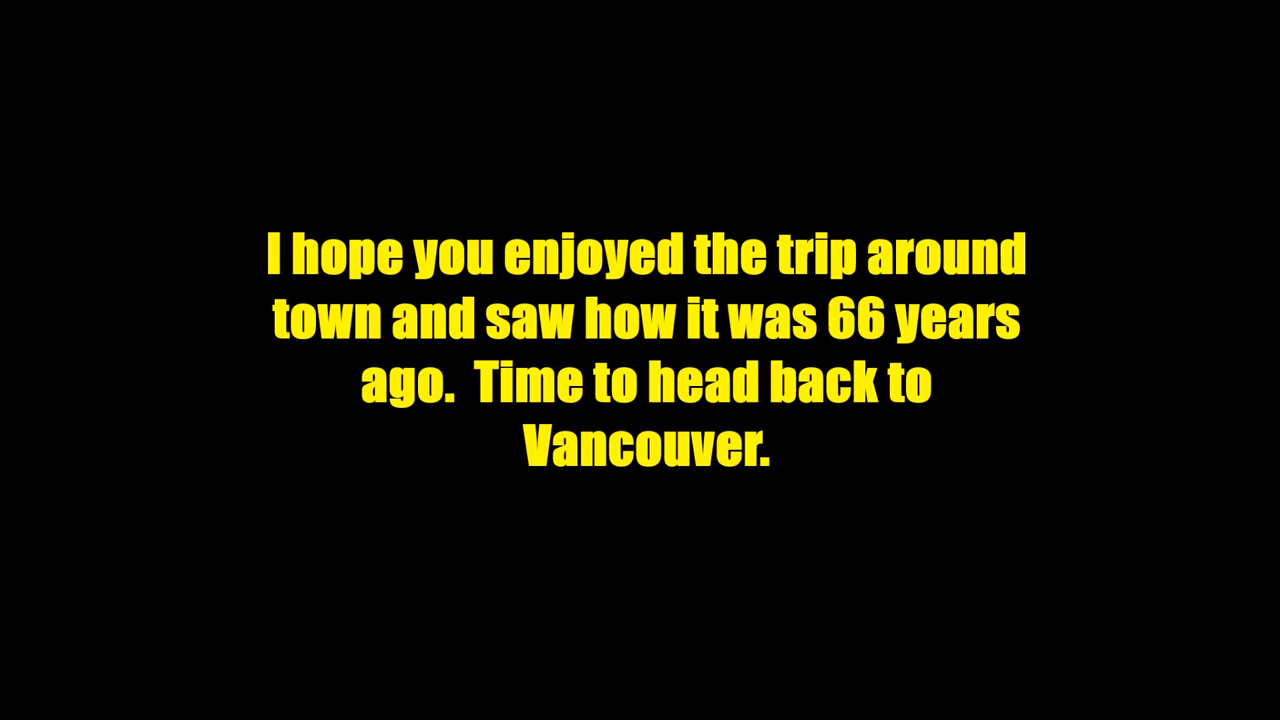 I hope you enjoyed the trip around
town and saw how it was 66 years
ago.  Time to head back to
Vancouver.